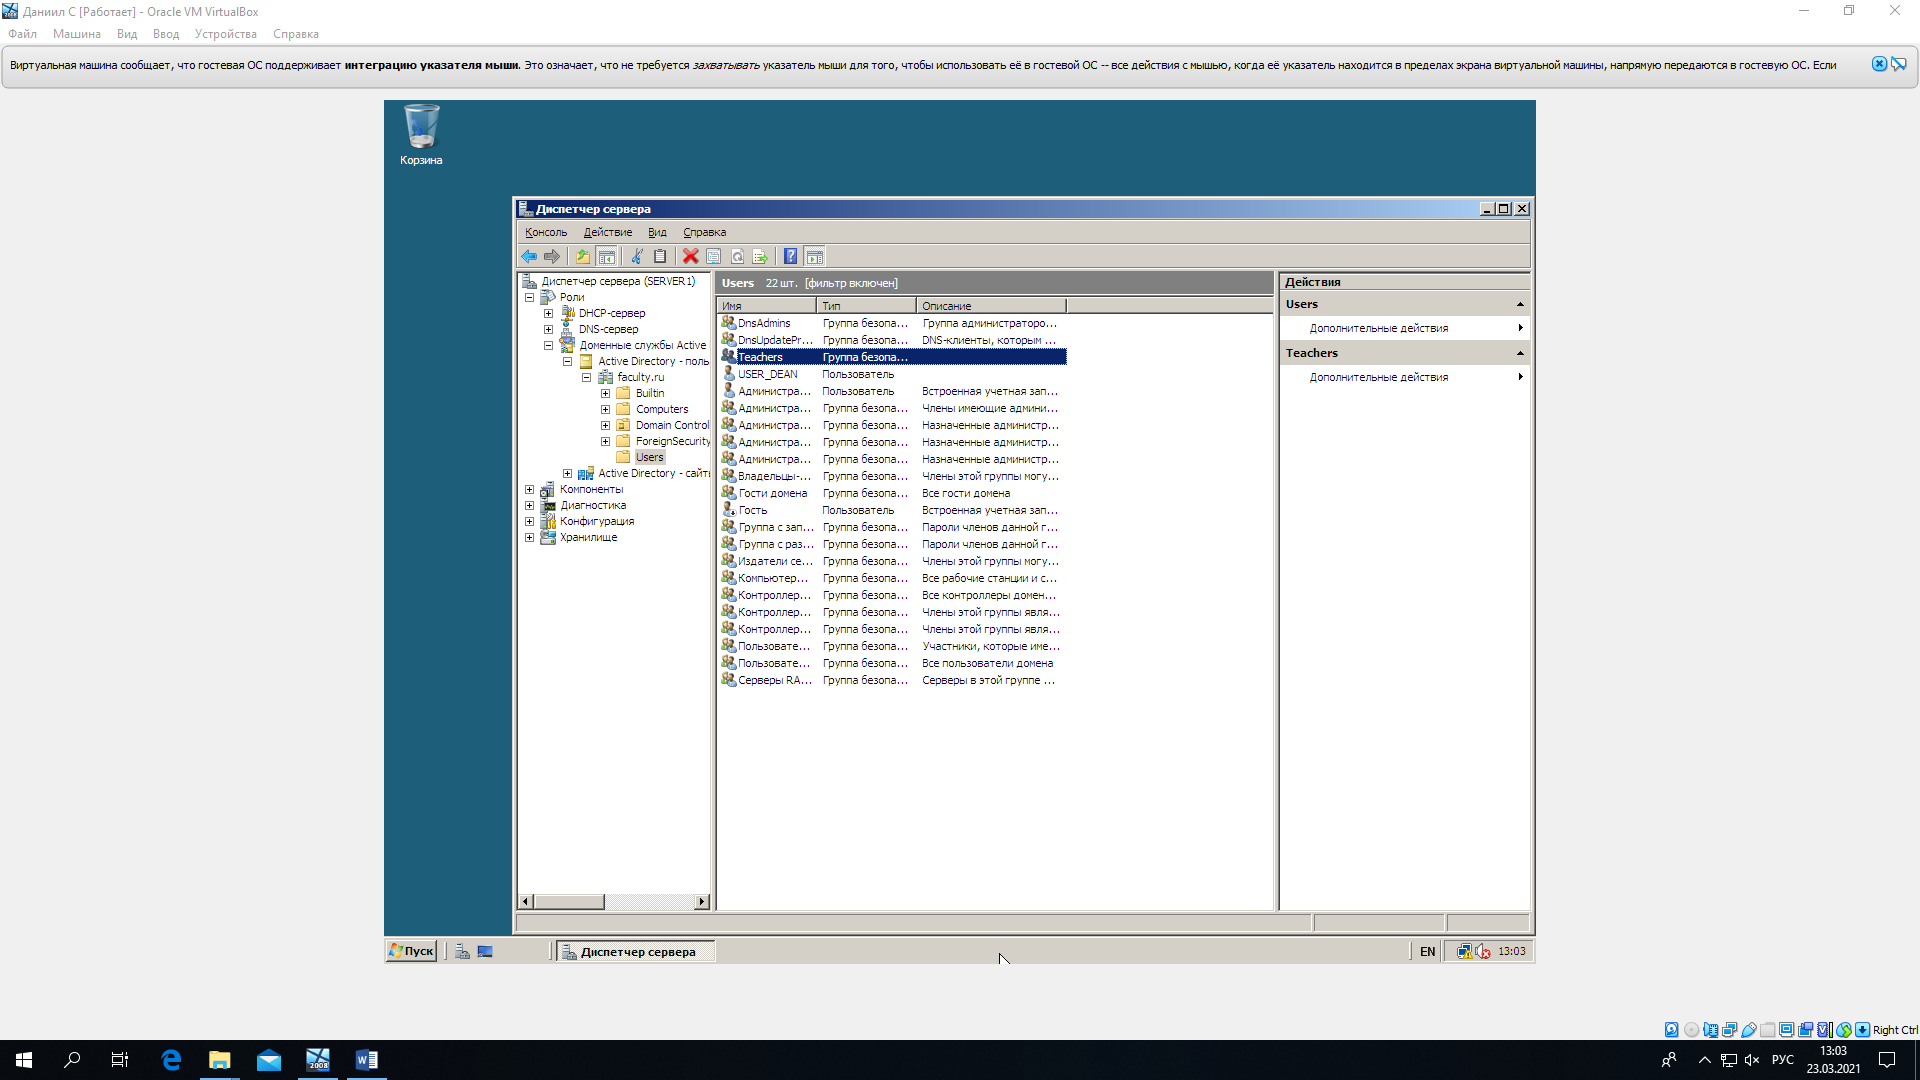 Даниил С [Работает] - Oracle VM VirtualBox
Файл Машина Вид Ввод Устройства Справка
Виртуальная машина сообщает, что гостевая ОС поддерживает интеграцию указателя мыши. Это означает, что не требуется захватывать указатель мыши для того, чтобы использовать её в гостевой ОС -- все действия с мышью, когда её указатель находится в пределах экрана виртуальной машины, напрямую передаются в гостевую ОС. Если
Корзина
Диспетчер сервера
Консоль Действие Вид Справка
Диспетчер сервера (SERVER1)
Роли
DHCP-сервер
DNS-сервер
Доменные службы Active
Active Directory - поль
faculty.ru
Builtin
Computers
Domain Control
ForeignSecurity
Users
Active Directory - сайт
Компоненты
Диагностика
Конфигурация
Хранилище
Users 22 шт. [фильтр включен]
Имя Тип Описание
DnsAdmins Группа безопа... Группа администраторо...
DnsUpdatePr... Группа безопа... DNS-клиенты, которым ...
Teachers Группа безопа...
USER_DEAN Пользователь
Администра... Пользователь Встроенная учетная зап...
Администра... Группа безопа... Члены имеющие админи...
Администра... Группа безопа... Назначенные администр...
Администра... Группа безопа... Назначенные администр...
Администра... Группа безопа... Назначенные администр...
Владельцы-... Группа безопа... Члены этой группы могу...
Гости домена Группа безопа... Все гости домена
Гость Пользователь Встроенная учетная зап...
Группа с зап... Группа безопа... Пароли членов данной г...
Группа с раз... Группа безопа... Пароли членов данной г...
Издатели се... Группа безопа... Члены этой группы могу...
Компьютер... Группа безопа... Все рабочие станции и с...
Контроллер... Группа безопа... Все контроллеры домен...
Контроллер... Группа безопа... Члены этой группы явля...
Контроллер... Группа безопа... Члены этой группы явля...
Пользовате... Группа безопа... Участники, которые име...
Пользовате... Группа безопа... Все пользователи домена
Серверы RA... Группа безопа... Серверы в этой группе ...
Действия
Users
Дополнительные действия
Teachers
Дополнительные действия
Пуск Диспетчер сервера EN 13:03
Right Ctrl
2008 РУС 13:03
23.03.2021